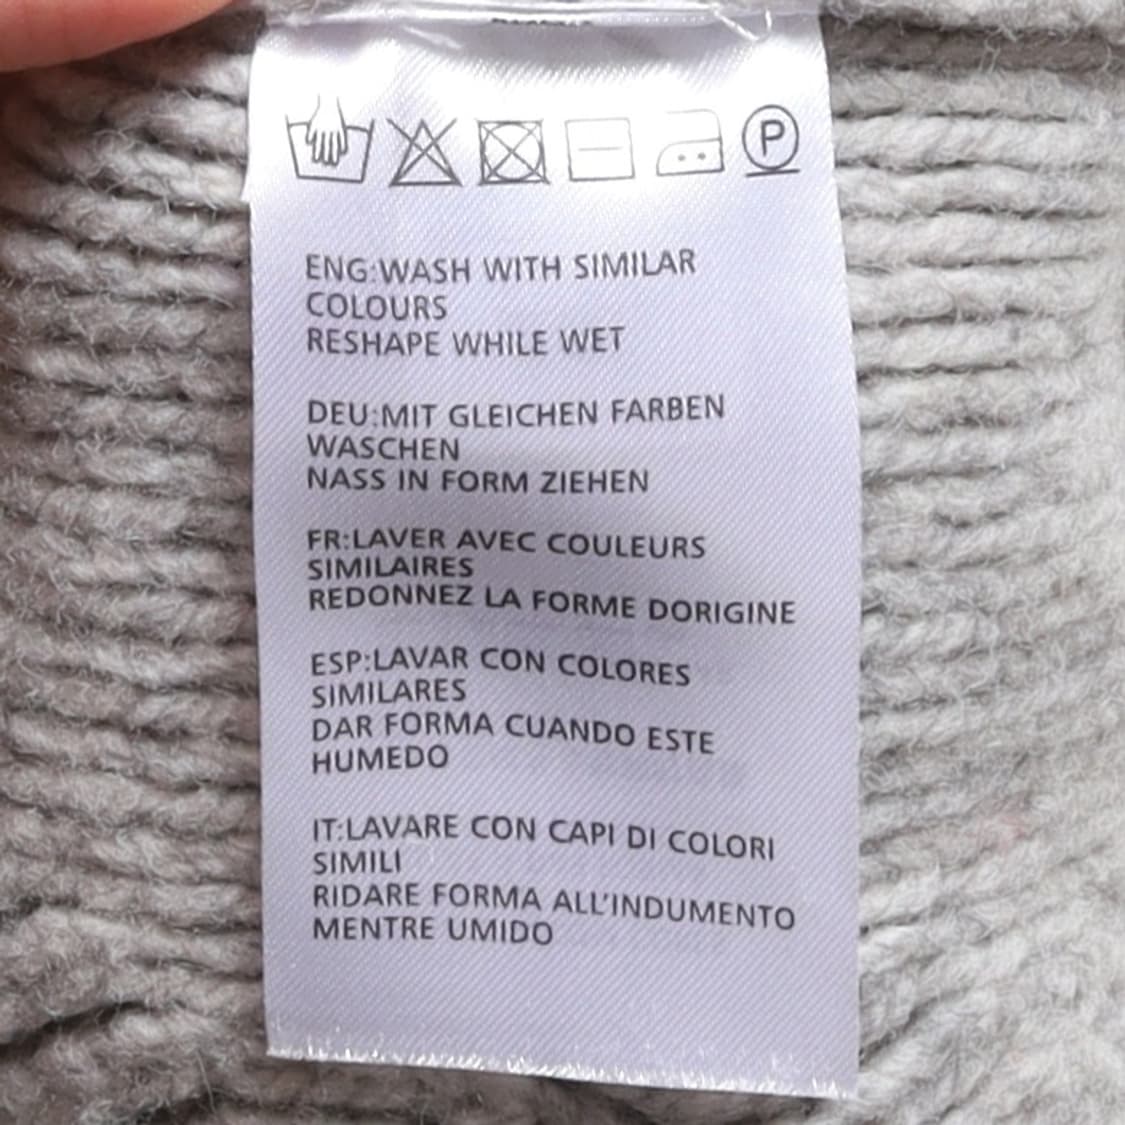 P
ENG:WASH WITH SIMILAR
COLOURS
RESHAPE WHILE WET
DEU:MIT GLEICHEN FARBEN
WASCHEN
NASS IN FORM ZIEHEN
FR:LAVER AVEC COULEURS
SIMILAIRES
REDONNEZ LA FORME DORIGINE
ESP:LAVAR CON COLORES
SIMILARES
DAR FORMA CUANDO ESTE
HUMEDO
IT:LAVARE CON CAPI DI COLORI
SIMILI
RIDARE FORMA ALL'INDUMENTO
MENTRE UMIDO